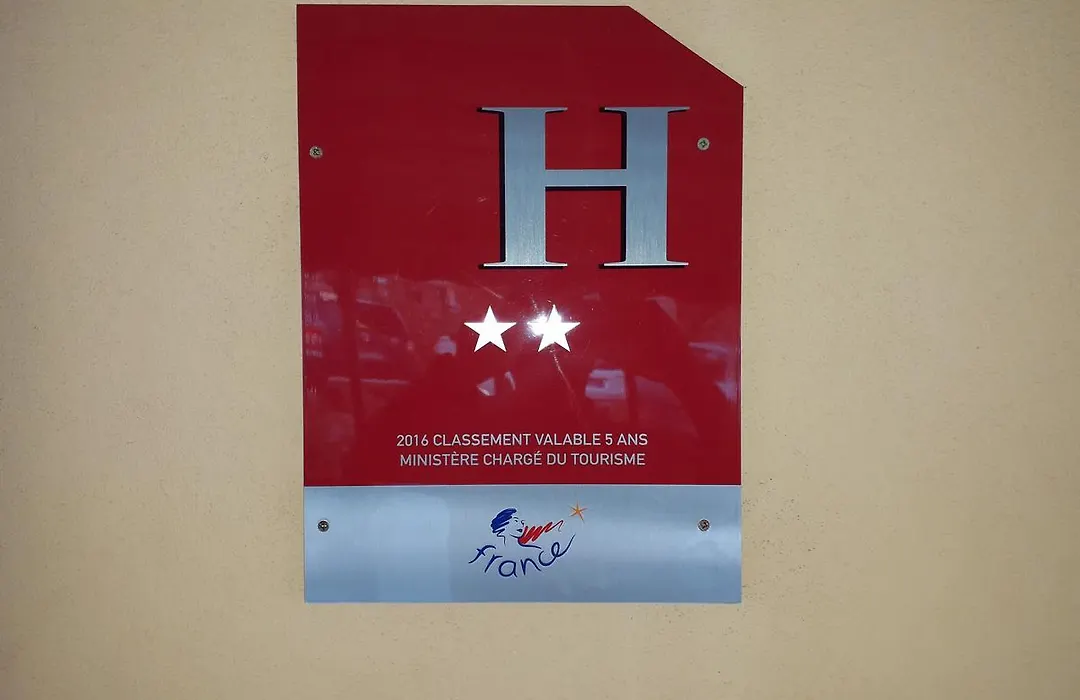 H
2016 CLASSEMENT VALABLE 5 ANS
MINISTÈRE CHARGÉ DU TOURISME
france